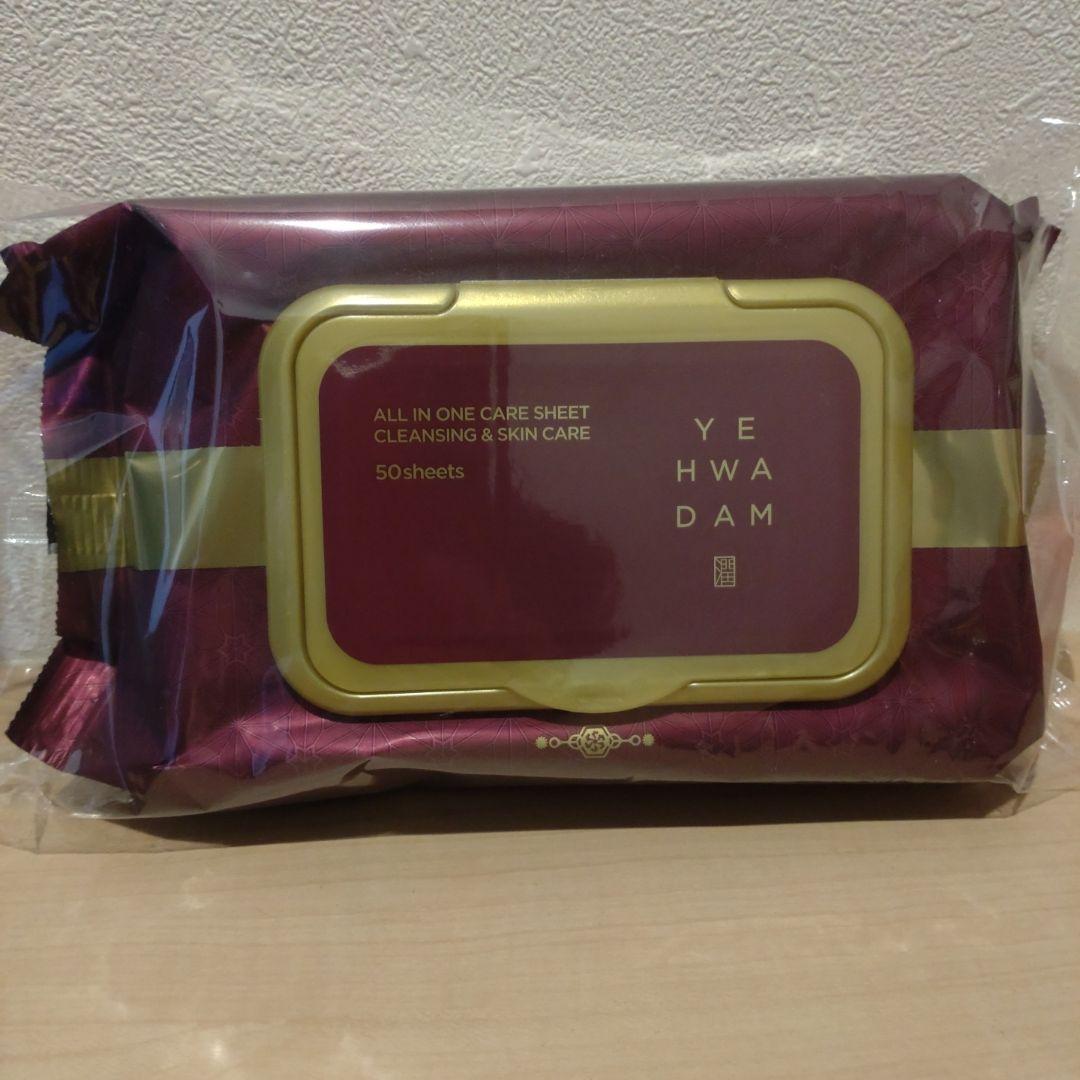 ALL IN ONE CARE SHEET
CLEANSING & SKIN CARE
50sheets
YE
HWA
DAM